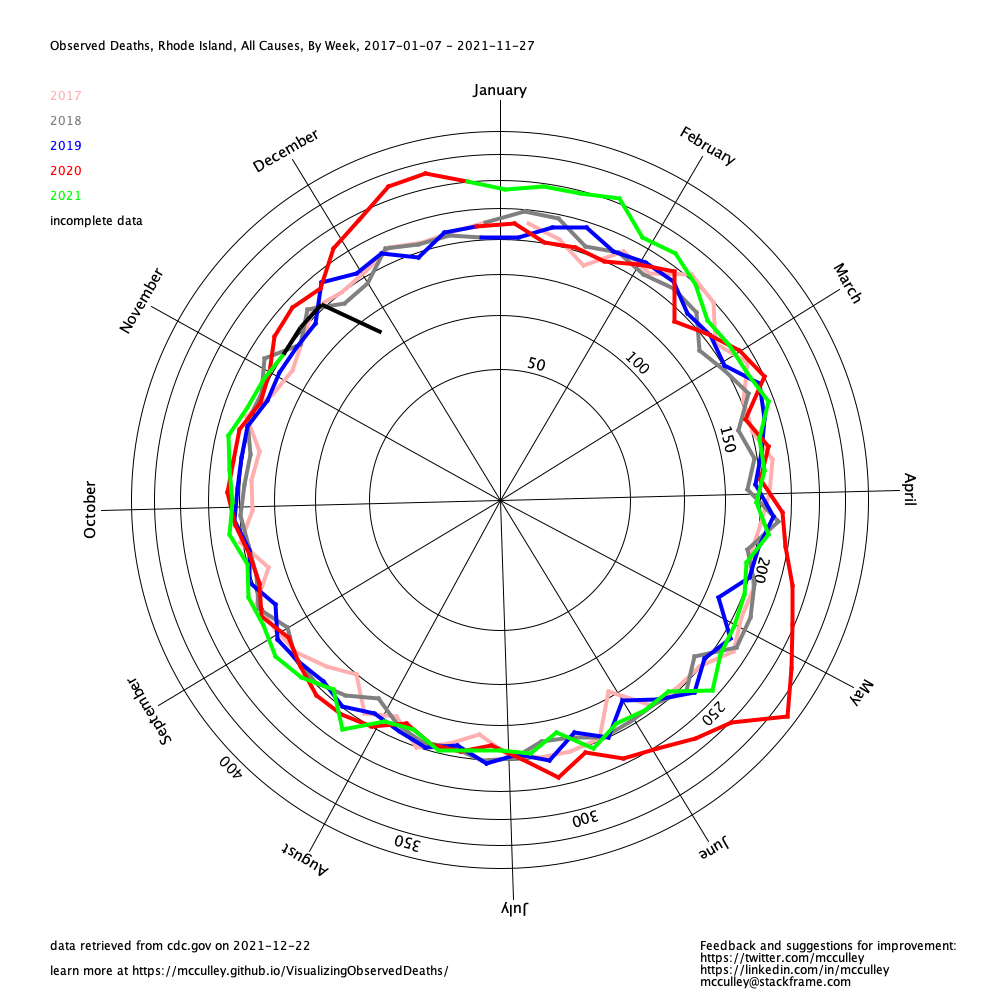 Observed Deaths, Rhode Island, All Causes, By Week, 2017-01-07 - 2021-11-27
2017
2018
2019
2020
2021
incomplete data
January
February
March
April
May
June
July
August
September
October
November
December
50
100
150
200
250
300
350
400
data retrieved from cdc.gov on 2021-12-22
learn more at https://mcculley.github.io/VisualizingObservedDeaths/
Feedback and suggestions for improvement:
https://twitter.com/mcculley
https://linkedin.com/in/mcculley
mcculley@stackframe.com